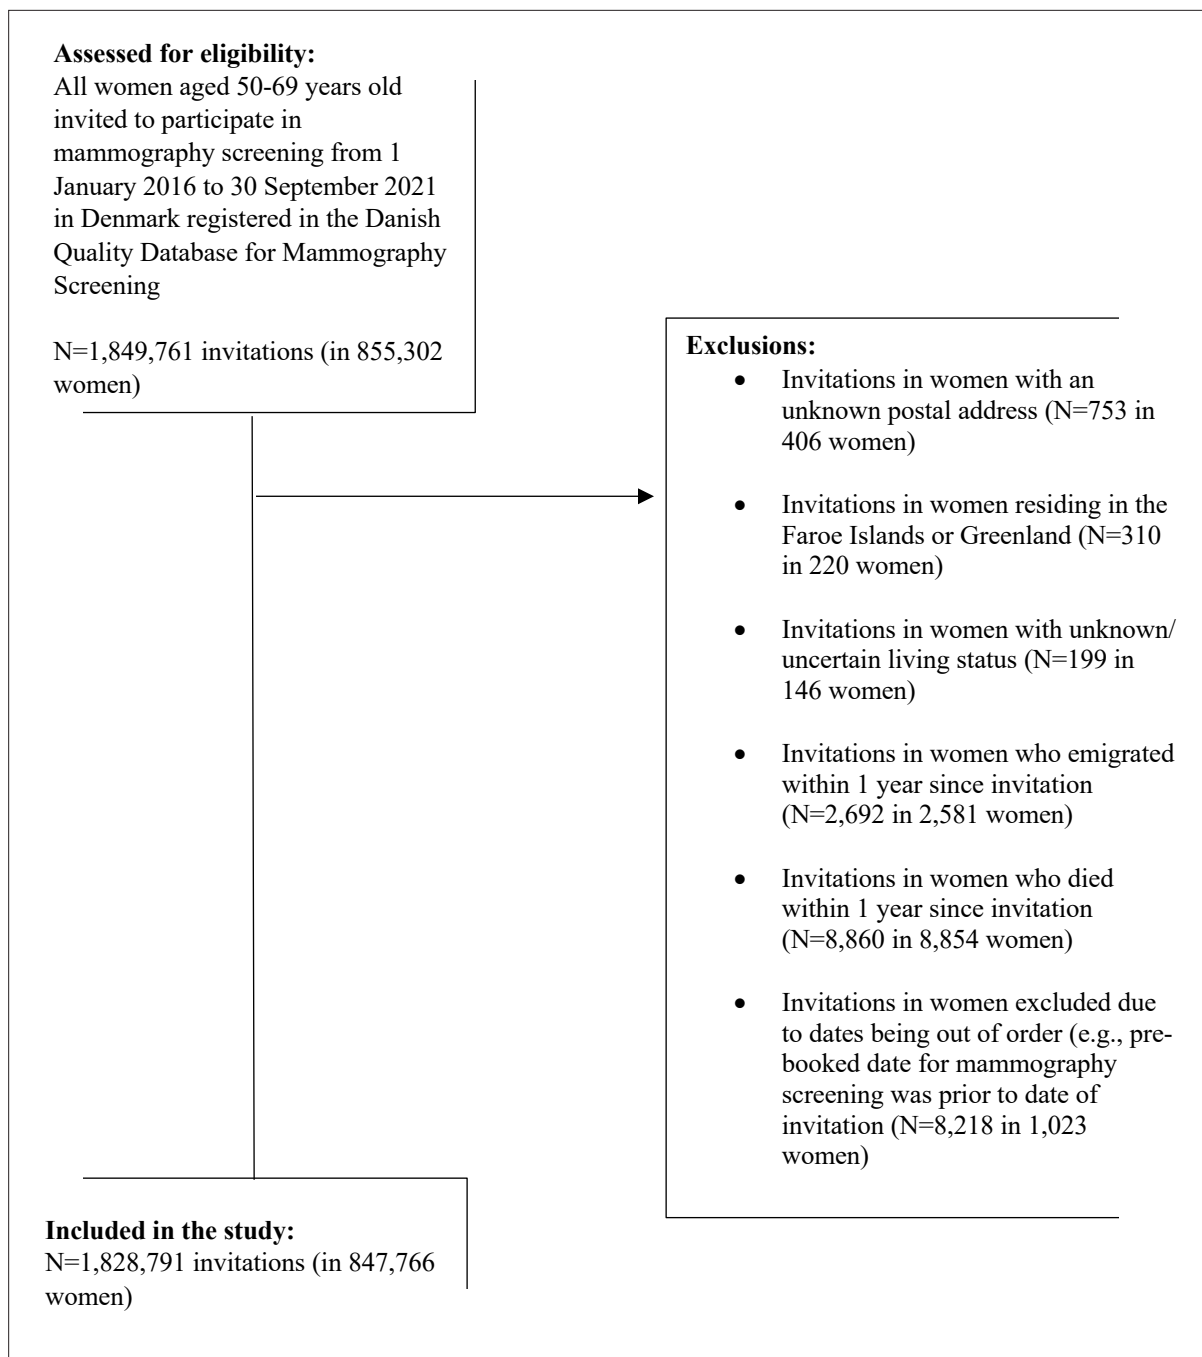 Assessed for eligibility:
All women aged 50-69 years old
invited to participate in
mammography screening from 1
January 2016 to 30 September 2021
in Denmark registered in the Danish
Quality Database for Mammography
Screening
N=1,849,761 invitations (in 855,302
women)
Exclusions:
• Invitations in women with an
unknown postal address (N=753 in
406 women)
• Invitations in women residing in the
Faroe Islands or Greenland (N=310
in 220 women)
• Invitations in women with unknown/
uncertain living status (N=199 in
146 women)
• Invitations in women who emigrated
within 1 year since invitation
(N=2,692 in 2,581 women)
• Invitations in women who died
within 1 year since invitation
(N=8,860 in 8,854 women)
• Invitations in women excluded due
to dates being out of order (e.g., pre-
booked date for mammography
screening was prior to date of
invitation (N=8,218 in 1,023
women)
Included in the study:
N=1,828,791 invitations (in 847,766
women)